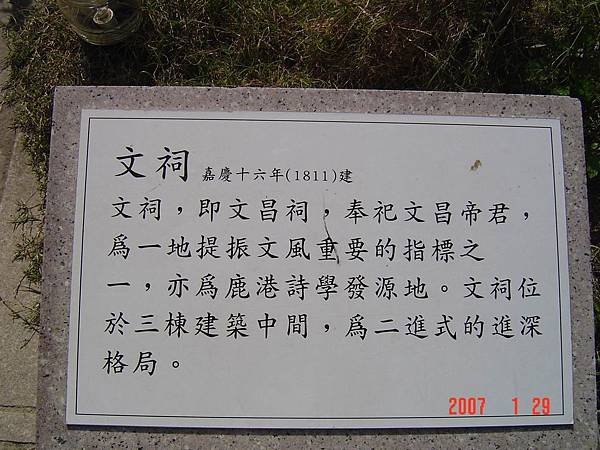 文祠 嘉慶十六年(1811)建
文祠，即文昌祠，奉祀文昌帝君，
為一地提振文風重要的指標之
一，亦為鹿港詩學發源地。文祠位
於三棟建築中間，為二進式的進深
格局。
2007 1 29